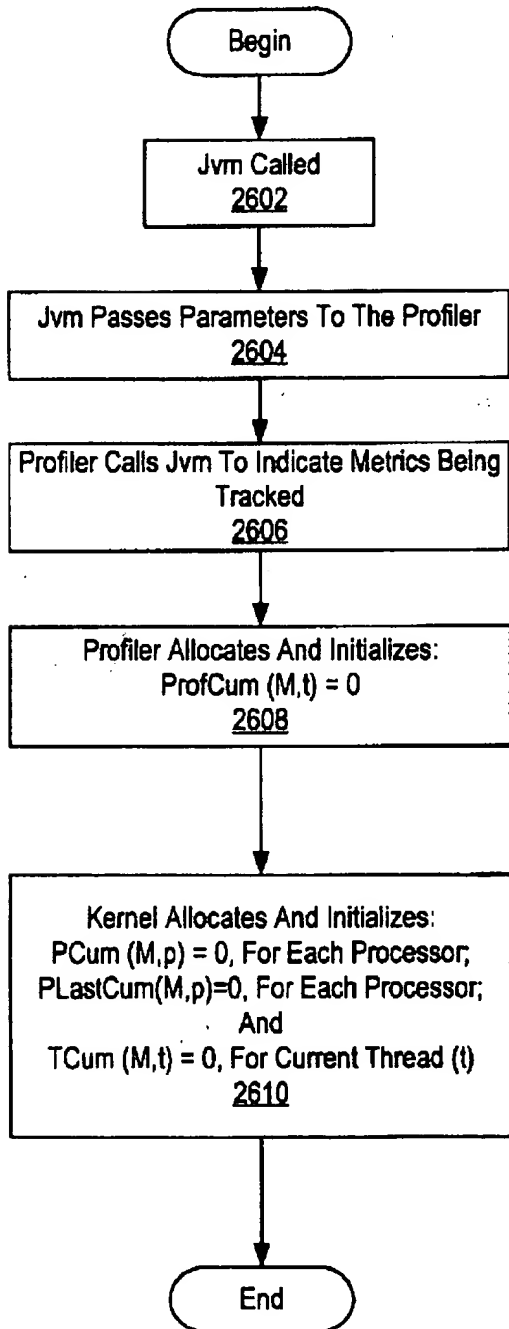 Begin
Jvm Called
2602
Jvm Passes Parameters To The Profiler
2604
Profiler Calls Jvm To Indicate Metrics Being
Tracked
2606
Profiler Allocates And Initializes:
ProfCum (M,t) = 0
2608
Kernel Allocates And Initializes:
PCum (M,p) = 0, For Each Processor;
PLastCum(M,p)=0, For Each Processor;
And
TCum (M,t) = 0, For Current Thread (t)
2610
End